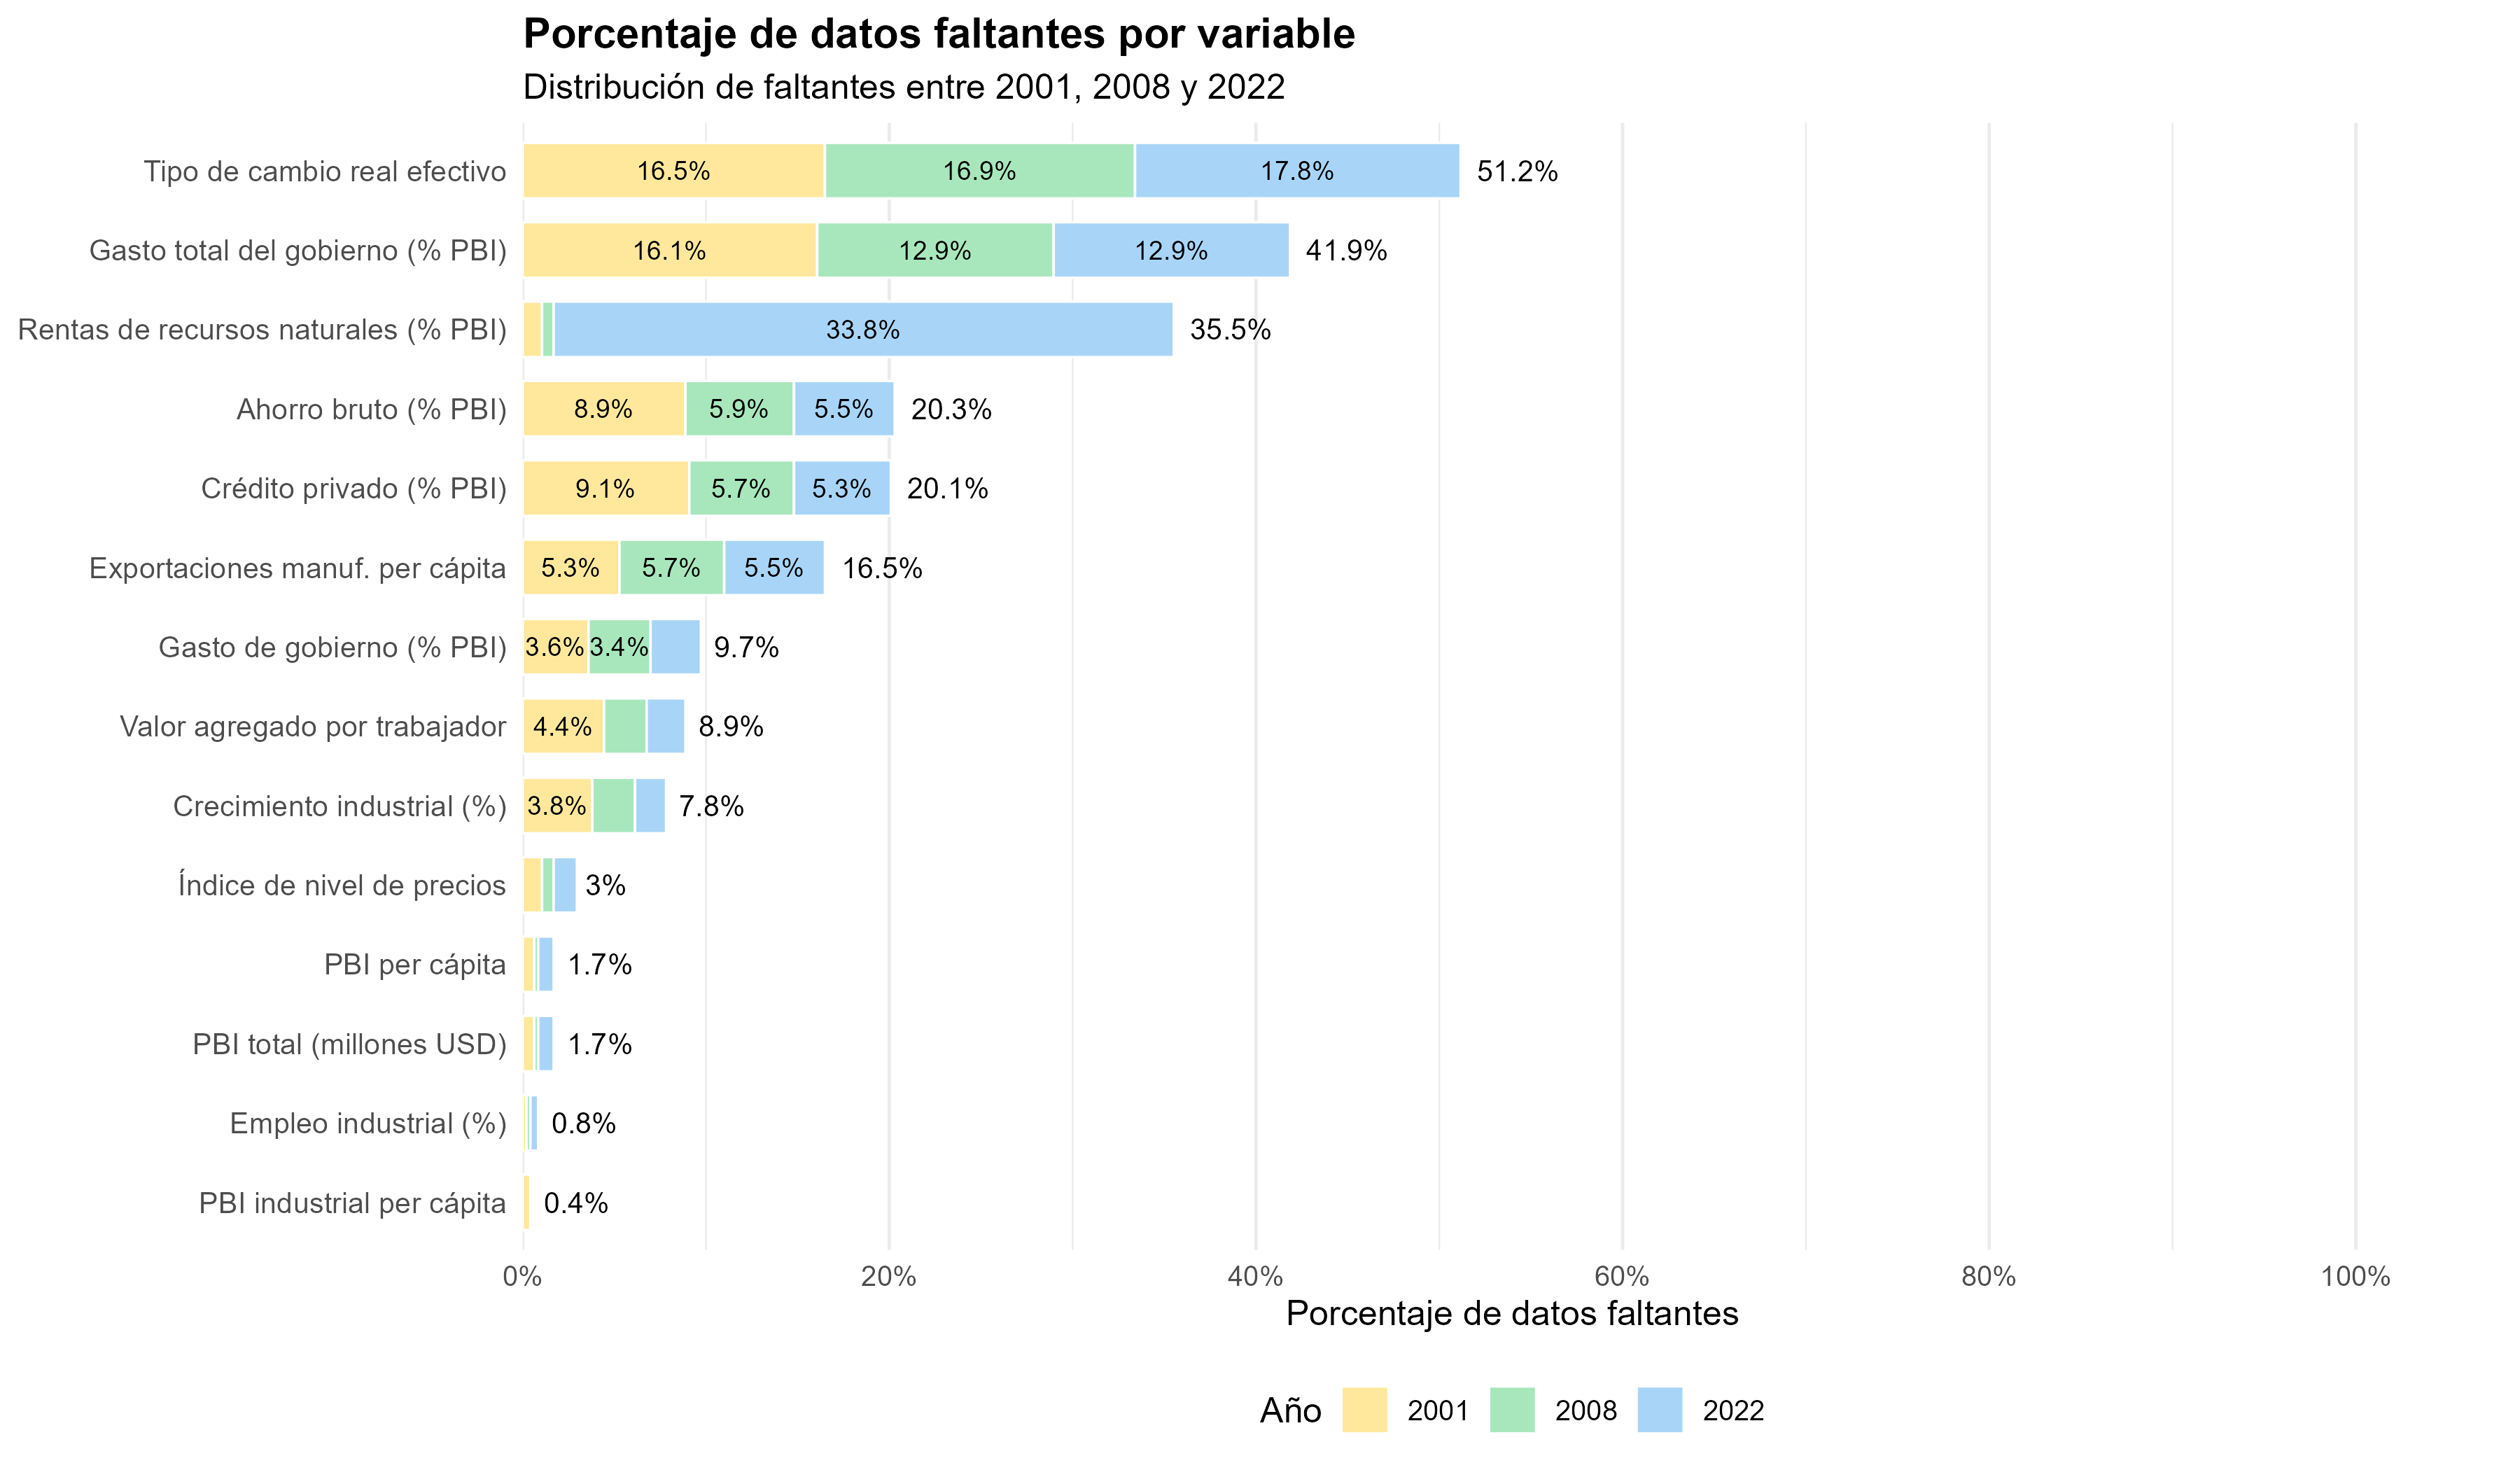 Porcentaje de datos faltantes por variable
Distribución de faltantes entre 2001, 2008 y 2022
Tipo de cambio real efectivo 16.5% 16.9% 17.8% 51.2%
Gasto total del gobierno (% PBI) 16.1% 12.9% 12.9% 41.9%
Rentas de recursos naturales (% PBI) 33.8% 35.5%
Ahorro bruto (% PBI) 8.9% 5.9% 5.5% 20.3%
Crédito privado (% PBI) 9.1% 5.7% 5.3% 20.1%
Exportaciones manuf. per cápita 5.3% 5.7% 5.5% 16.5%
Gasto de gobierno (% PBI) 3.6% 3.4% 9.7%
Valor agregado por trabajador 4.4% 8.9%
Crecimiento industrial (%) 3.8% 7.8%
Índice de nivel de precios 3%
PBI per cápita 1.7%
PBI total (millones USD) 1.7%
Empleo industrial (%) 0.8%
PBI industrial per cápita 0.4%
0% 20% 40% 60% 80% 100%
Porcentaje de datos faltantes
Año 2001 2008 2022